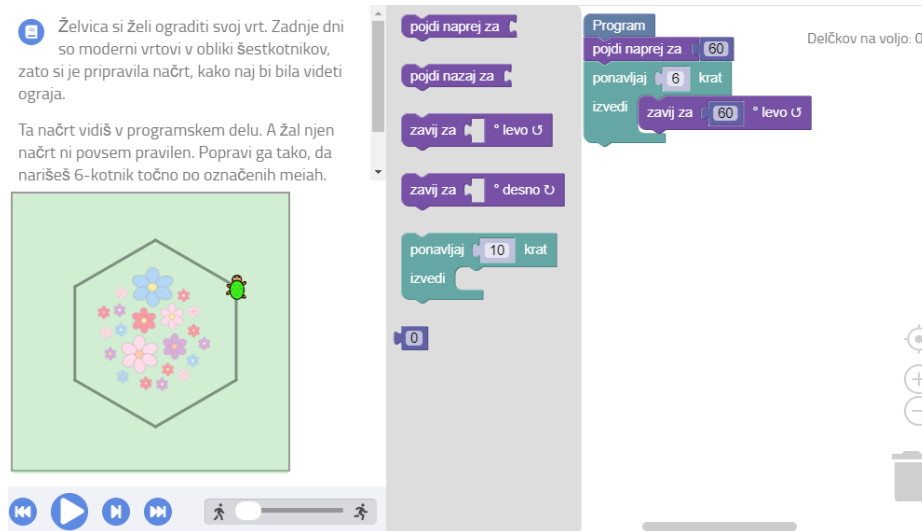 Želvica si želi ograditi svoj vrt. Zadnje dni
so moderni vrtovi v obliki šestkotnikov,
zato si je pripravila načrt, kako naj bi bila videti
ograja.
Ta načrt vidiš v programskem delu. A žal njen
načrt ni povsem pravilen. Popravi ga tako, da
narišeš 6-kotnik točno po označenih mejah.
pojdi naprej za
pojdi nazaj za
zavij za ° levo ↺
zavij za ° desno ↻
ponavljaj 10 krat
izvedi
0
Program
pojdi naprej za 60
ponavljaj 6 krat
izvedi zavij za 60 ° levo ↺
Delčkov na voljo: 0